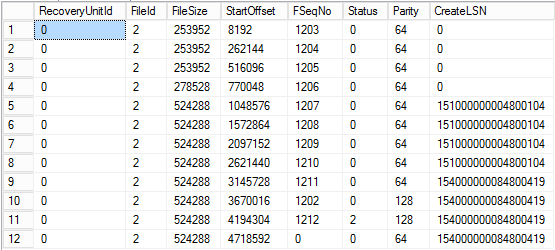 RecoveryUnitId FileId FileSize StartOffset FSeqNo Status Parity CreateLSN
1 0 2 253952 8192 1203 0 64 0
2 0 2 253952 262144 1204 0 64 0
3 0 2 253952 516096 1205 0 64 0
4 0 2 278528 770048 1206 0 64 0
5 0 2 524288 1048576 1207 0 64 151000000004800104
6 0 2 524288 1572864 1208 0 64 151000000004800104
7 0 2 524288 2097152 1209 0 64 151000000004800104
8 0 2 524288 2621440 1210 0 64 151000000004800104
9 0 2 524288 3145728 1211 0 64 154000000084800419
10 0 2 524288 3670016 1202 0 128 154000000084800419
11 0 2 524288 4194304 1212 2 128 154000000084800419
12 0 2 524288 4718592 0 0 64 154000000084800419